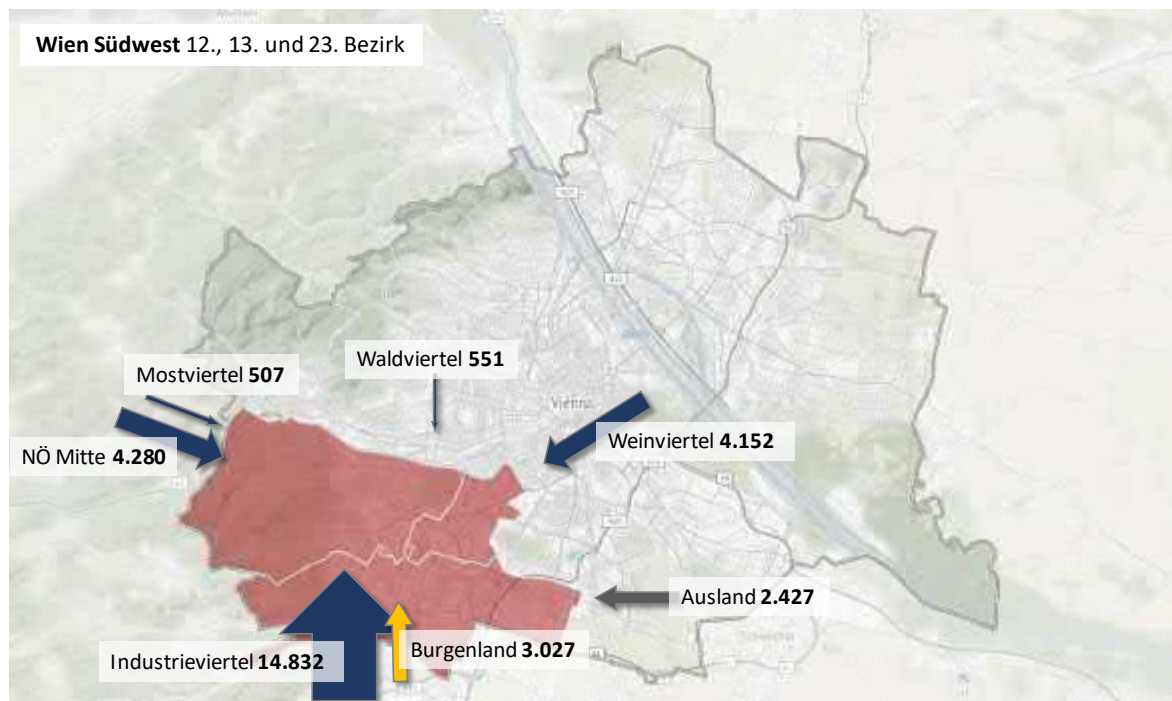 Wien Südwest 12., 13. und 23. Bezirk
Waldviertel 551
Mostviertel 507
Vienna
Weinviertel 4.152
NÖ Mitte 4.280
Ausland 2.427
Burgenland 3.027
Industrieviertel 14.832